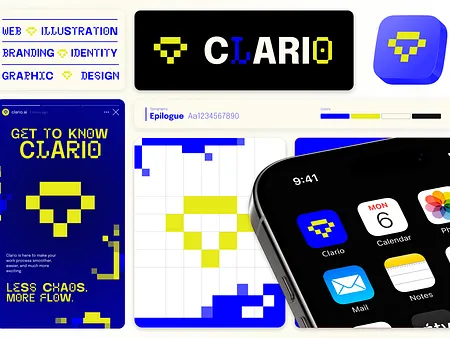 WEB ILLUSTRATION
BRANDING IDENTITY
GRAPHIC DESIGN
CLARIO
Epilogue Aa1234567890
clario.ai
GET TO KNOW
CLARIO
Clario is here to make your
work process smoother,
easier, and much more
exciting.
LESS CHAOS.
MORE FLOW.
9:41
Clario
MON
6
Calendar
Ph
Mail
Notes